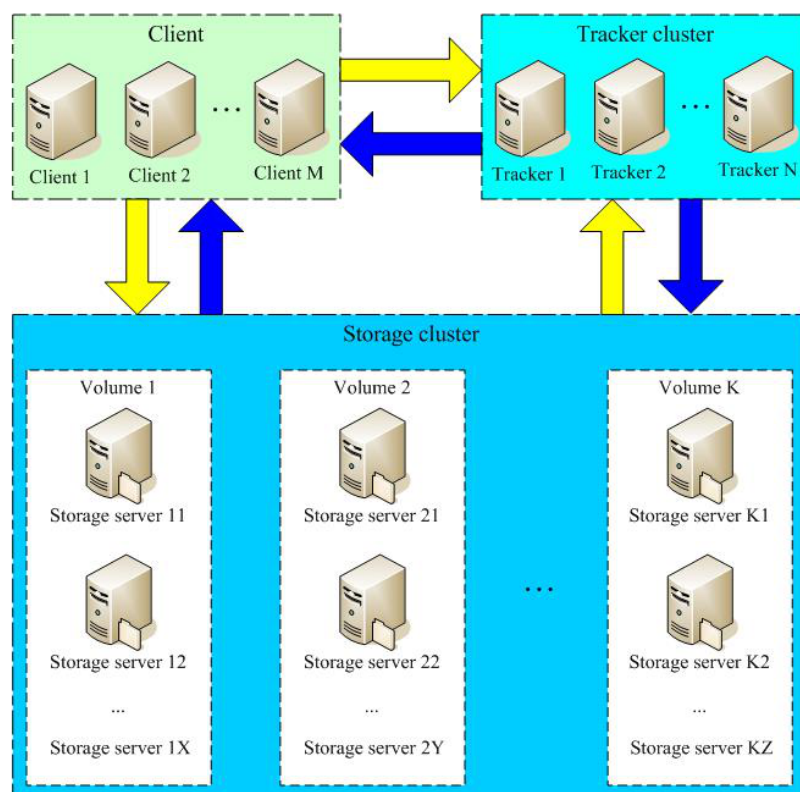 Client
Tracker cluster
...
...
Client 1
Client 2
Client M
Tracker 1
Tracker 2
Tracker N
Storage cluster
Volume 1
Volume 2
Volume K
Storage server 11
Storage server 21
Storage server K1
...
Storage server 12
Storage server 22
Storage server K2
...
...
...
Storage server 1X
Storage server 2Y
Storage server KZ